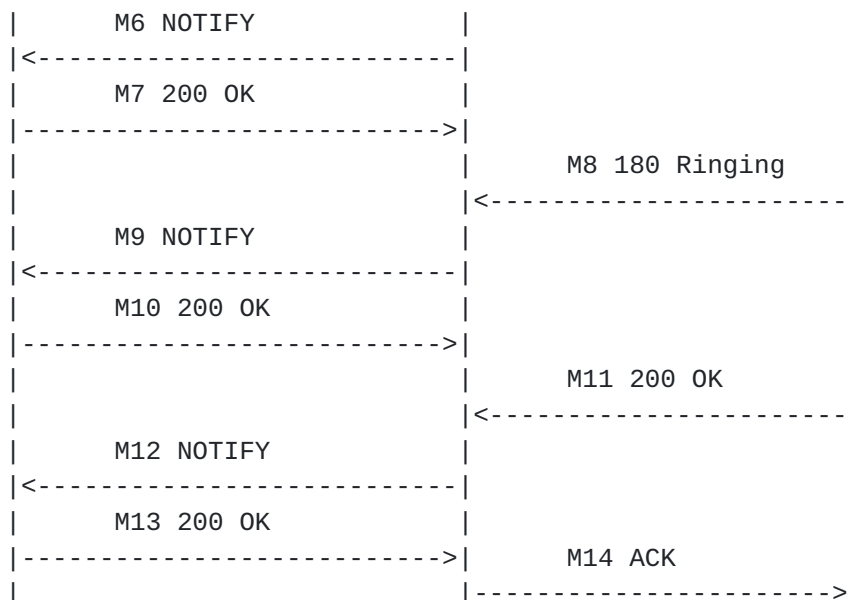 |      M6 NOTIFY             |
|<---------------------------|
|      M7 200 OK             |
|--------------------------->|
|                            |      M8 180 Ringing
|                            |<-----------------------
|      M9 NOTIFY             |
|<---------------------------|
|      M10 200 OK            |
|--------------------------->|
|                            |      M11 200 OK
|                            |<-----------------------
|      M12 NOTIFY            |
|<---------------------------|
|      M13 200 OK            |
|--------------------------->|      M14 ACK
|                            |----------------------->